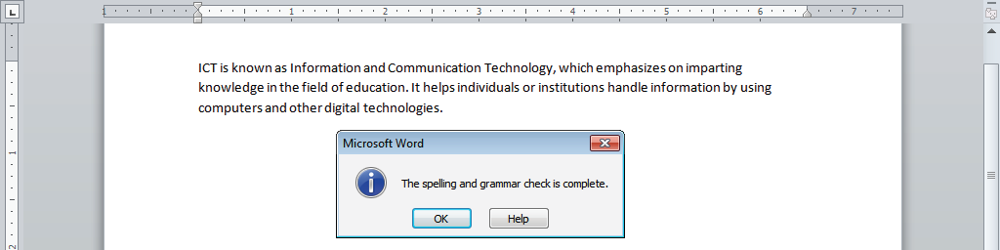 1 1 2 3 4 5 6 7
ICT is known as Information and Communication Technology, which emphasizes on imparting
knowledge in the field of education. It helps individuals or institutions handle information by using
computers and other digital technologies.
Microsoft Word
The spelling and grammar check is complete.
OK Help
1
2